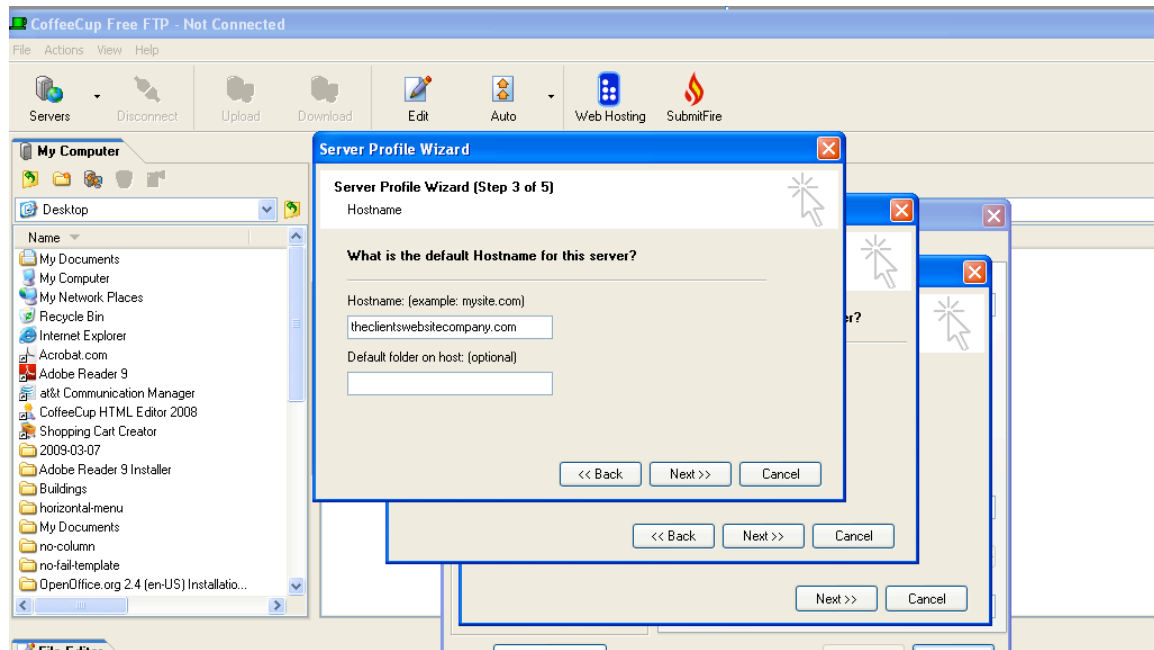 CoffeeCup Free FTP - Not Connected
File Actions View Help
Servers Disconnect Upload Download Edit Auto Web Hosting SubmitFire
My Computer
Desktop
Name
My Documents
My Computer
My Network Places
Recycle Bin
Internet Explorer
Acrobat.com
Adobe Reader 9
at&t Communication Manager
CoffeeCup HTML Editor 2008
Shopping Cart Creator
2009-03-07
Adobe Reader 9 Installer
Buildings
horizontal-menu
My Documents
no-column
no-fail-template
OpenOffice.org 2.4 (en-US) Installatio...
Server Profile Wizard
Server Profile Wizard (Step 3 of 5)
Hostname
What is the default Hostname for this server?
Hostname: (example: mysite.com)
theclientswebsitecompany.com
Default folder on host: (optional)
<< Back Next >> Cancel
er?
<< Back Next >> Cancel
Next >> Cancel
File Editor